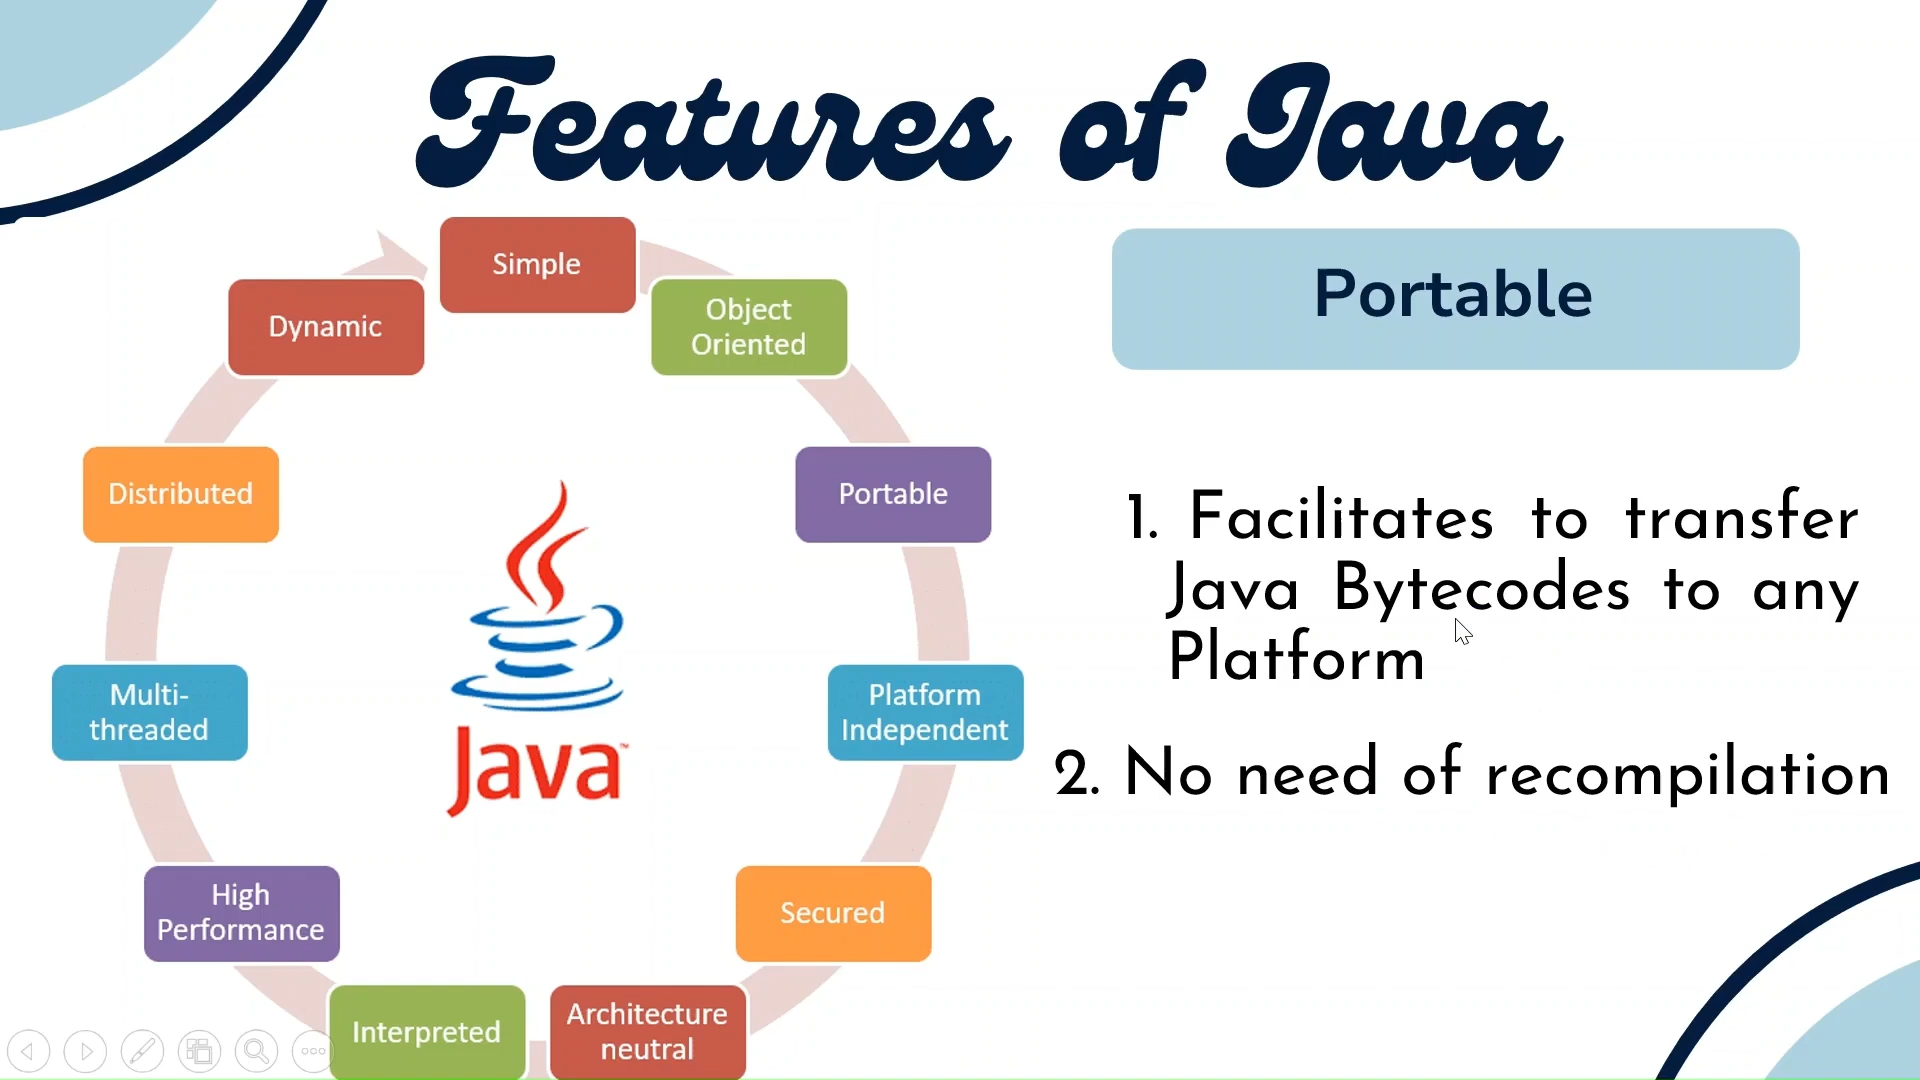 Features of Java
Simple
Object
Oriented
Portable
Platform
Independent
Secured
Architecture
neutral
Interpreted
High
Performance
Multi-
threaded
Distributed
Dynamic
Java™
Portable
1. Facilitates to transfer
Java Bytecodes to any
Platform
2. No need of recompilation